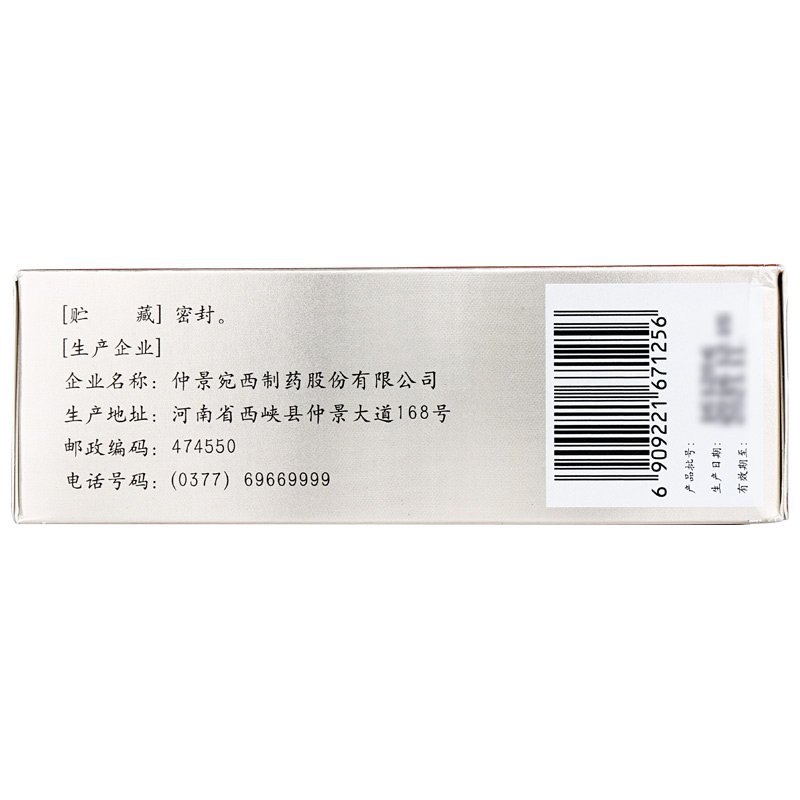 [贮 藏] 密封。
[生产企业]
企业名称：仲景宛西制药股份有限公司
生产地址：河南省西峡县仲景大道168号
邮政编码：474550
电话号码：(0377) 69669999
6 909221 671256
产品批号：
生产日期：
有效期至：